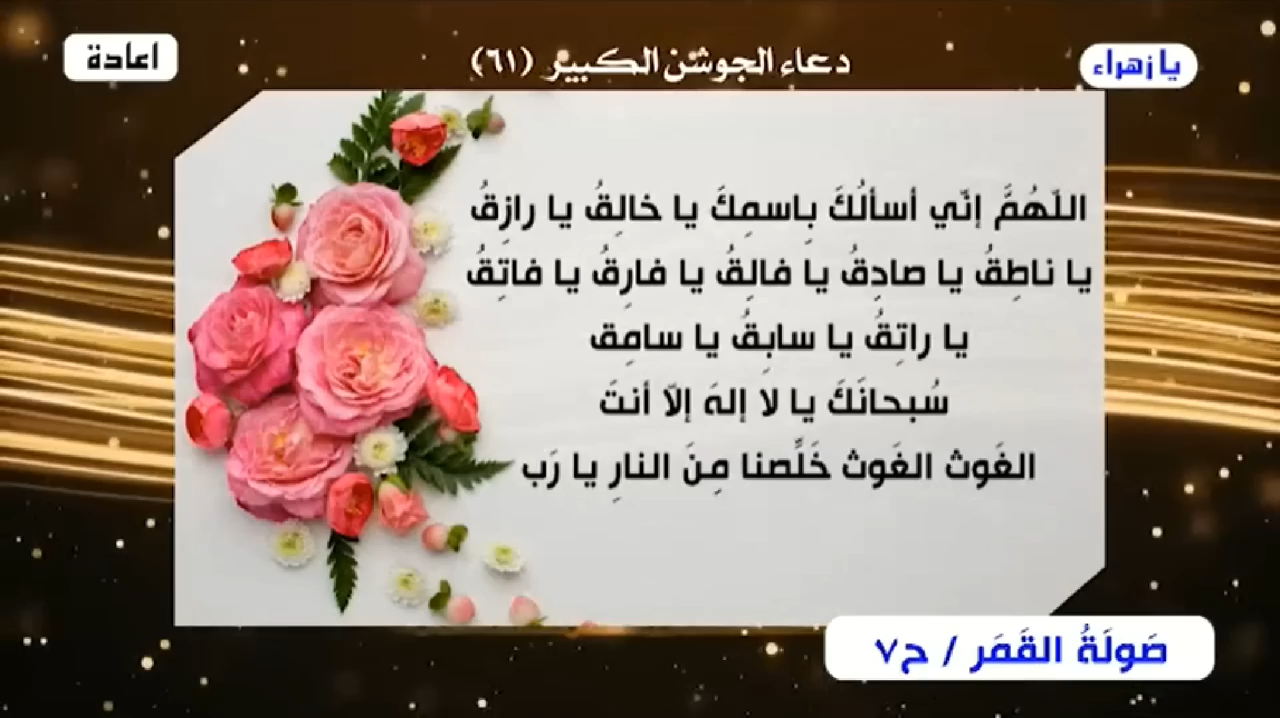 اعادة
دعاء الجوشن الكبير (٦١)
يا زهراء
اللّهُمَّ إنّي أسألُكَ بِاسمِكَ يا خالِقُ يا رازِقُ
يا ناطِقُ يا صادِقُ يا فالِقُ يا فارِقُ يا فاتِقُ
يا راتِقُ يا سابِقُ يا سامِق
سُبحانَكَ يا لا إلهَ إلاّ أنتَ
الغَوث الغَوث خَلِّصنا مِنَ النارِ يا رَب
صَولَةُ القَمَر / ح٧